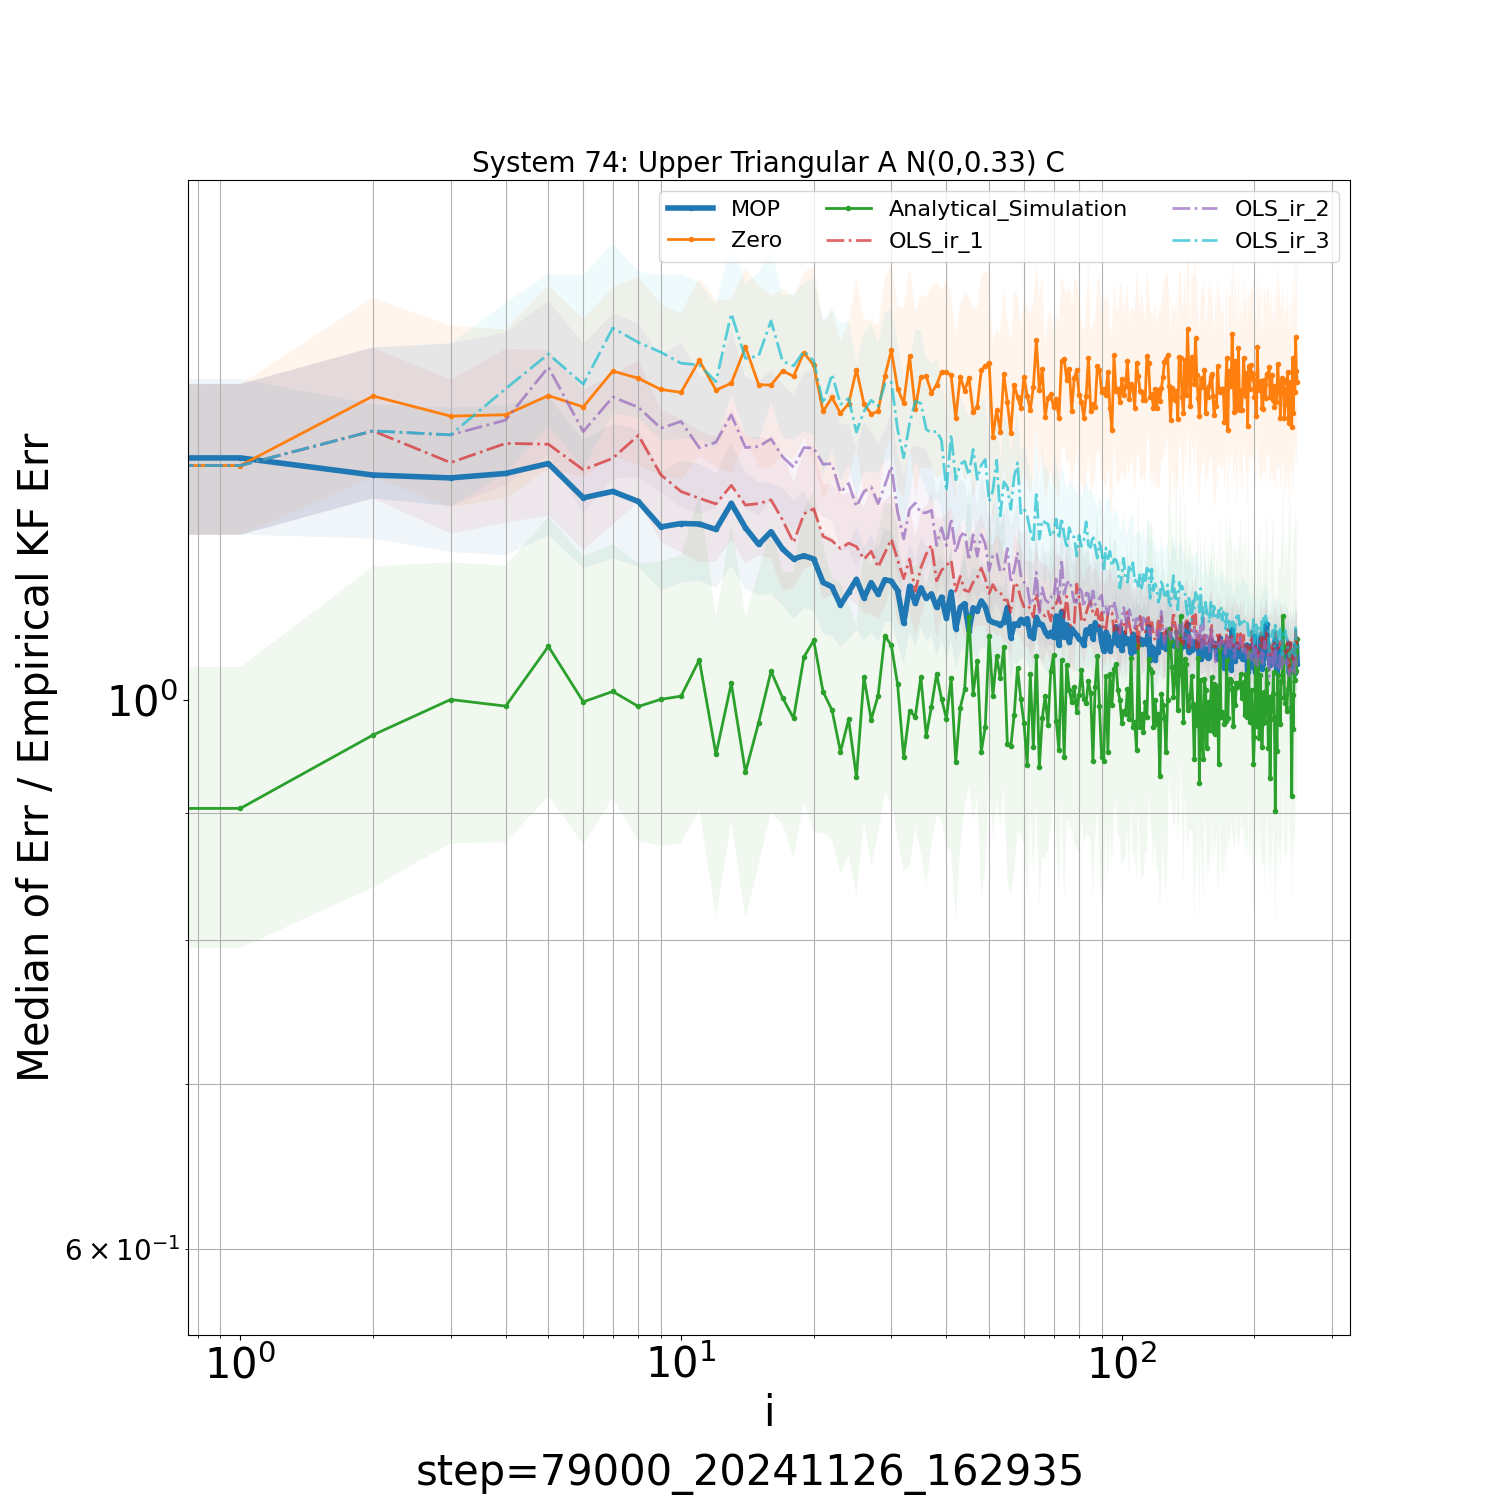 System 74: Upper Triangular A N(0,0.33) C
MOP
Zero
Analytical_Simulation
OLS_ir_1
OLS_ir_2
OLS_ir_3
Median of Err / Empirical KF Err
10⁰
6 × 10⁻¹
10⁰ 10¹ 10²
i
step=79000_20241126_162935